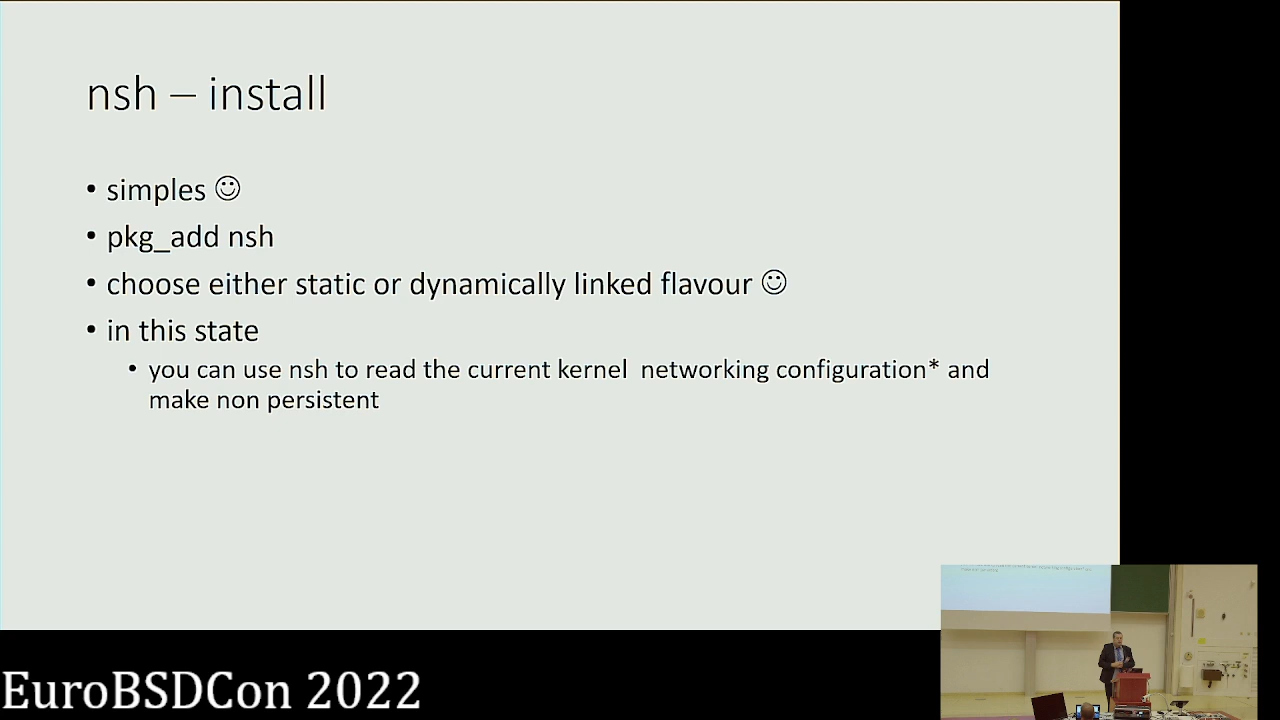 nsh – install
• simples ☺
• pkg_add nsh
• choose either static or dynamically linked flavour ☺
• in this state
• you can use nsh to read the current kernel  networking configuration* and
make non persistent
EuroBSDCon 2022